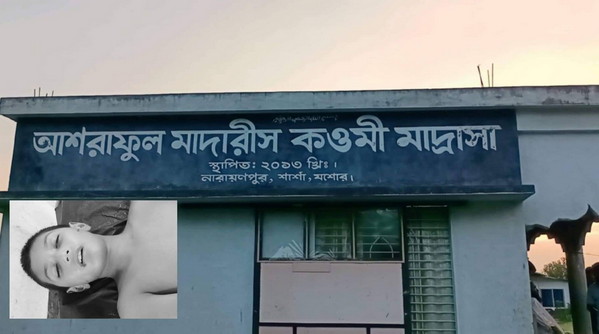 আশরাফুল মাদারীস কওমী মাদ্রাসা
স্থাপিত: ২০১৩ খ্রিঃ।
নারায়ণপুর, শার্শা, যশোর।